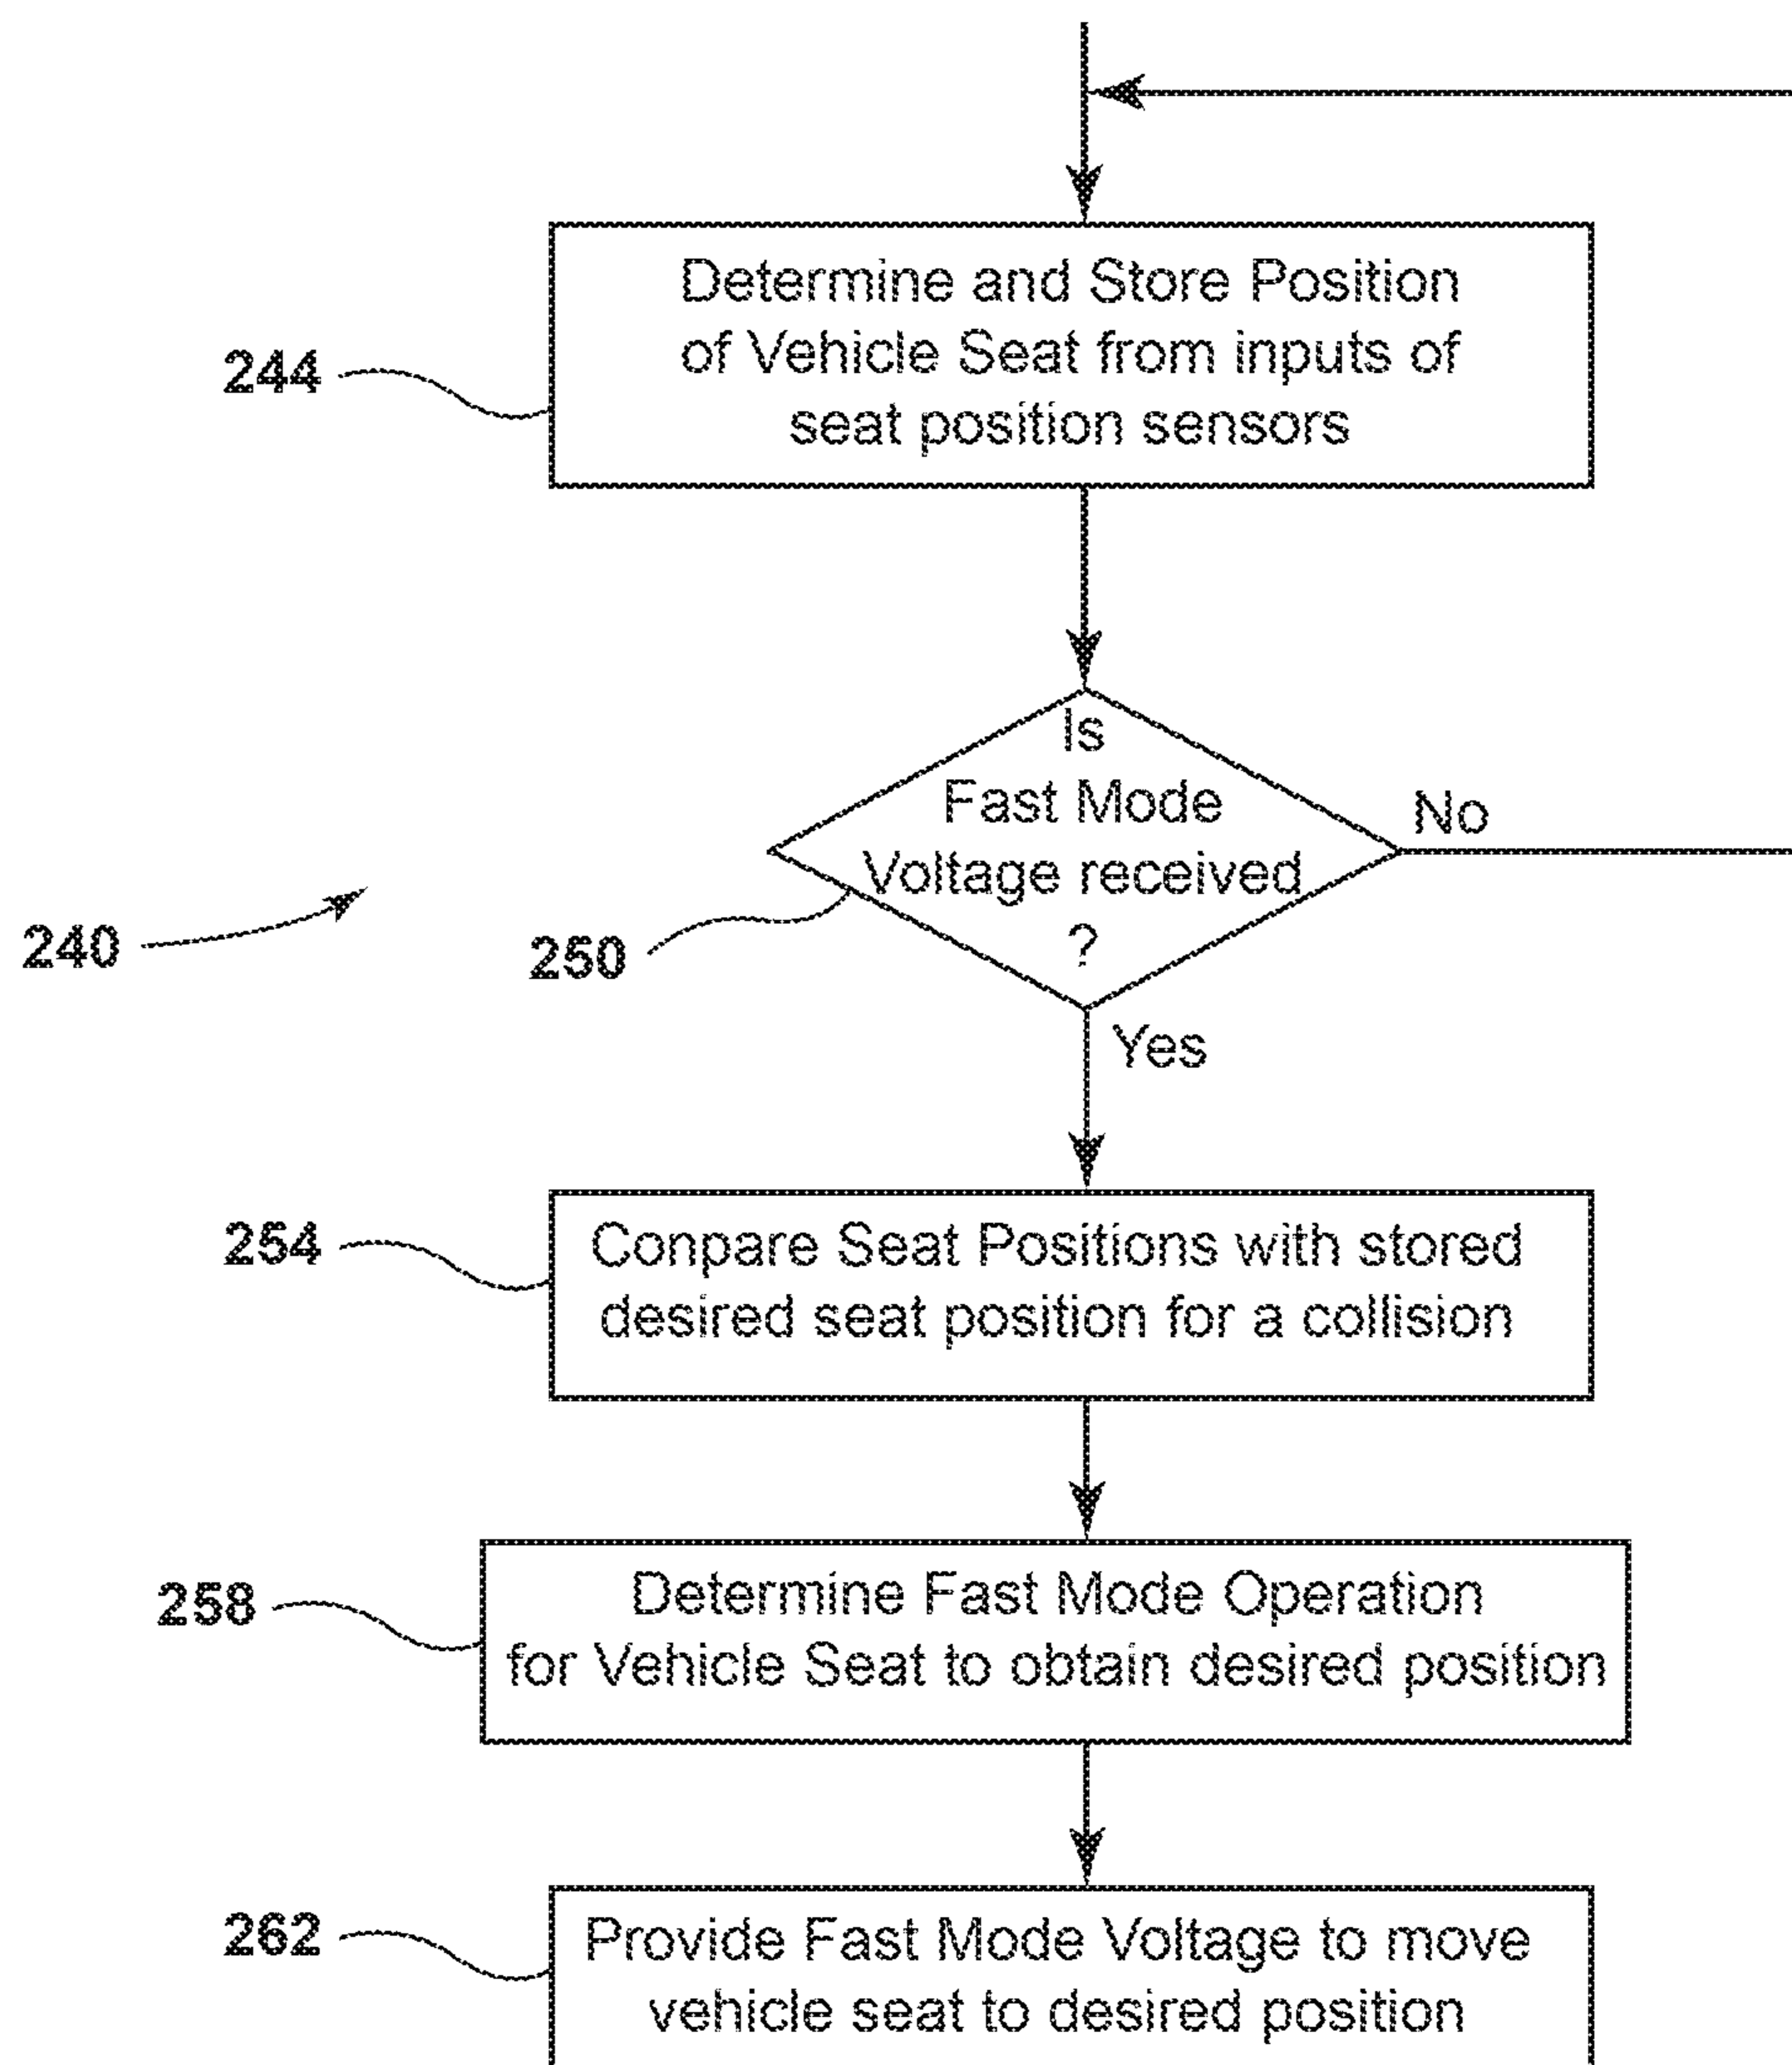 Determine and Store Position
of Vehicle Seat from inputs of
seat position sensors
244
Is
Fast Mode
Voltage received
?
No
240
250
Yes
254
Conpare Seat Positions with stored
desired seat position for a collision
258
Determine Fast Mode Operation
for Vehicle Seat to obtain desired position
262
Provide Fast Mode Voltage to move
vehicle seat to desired position